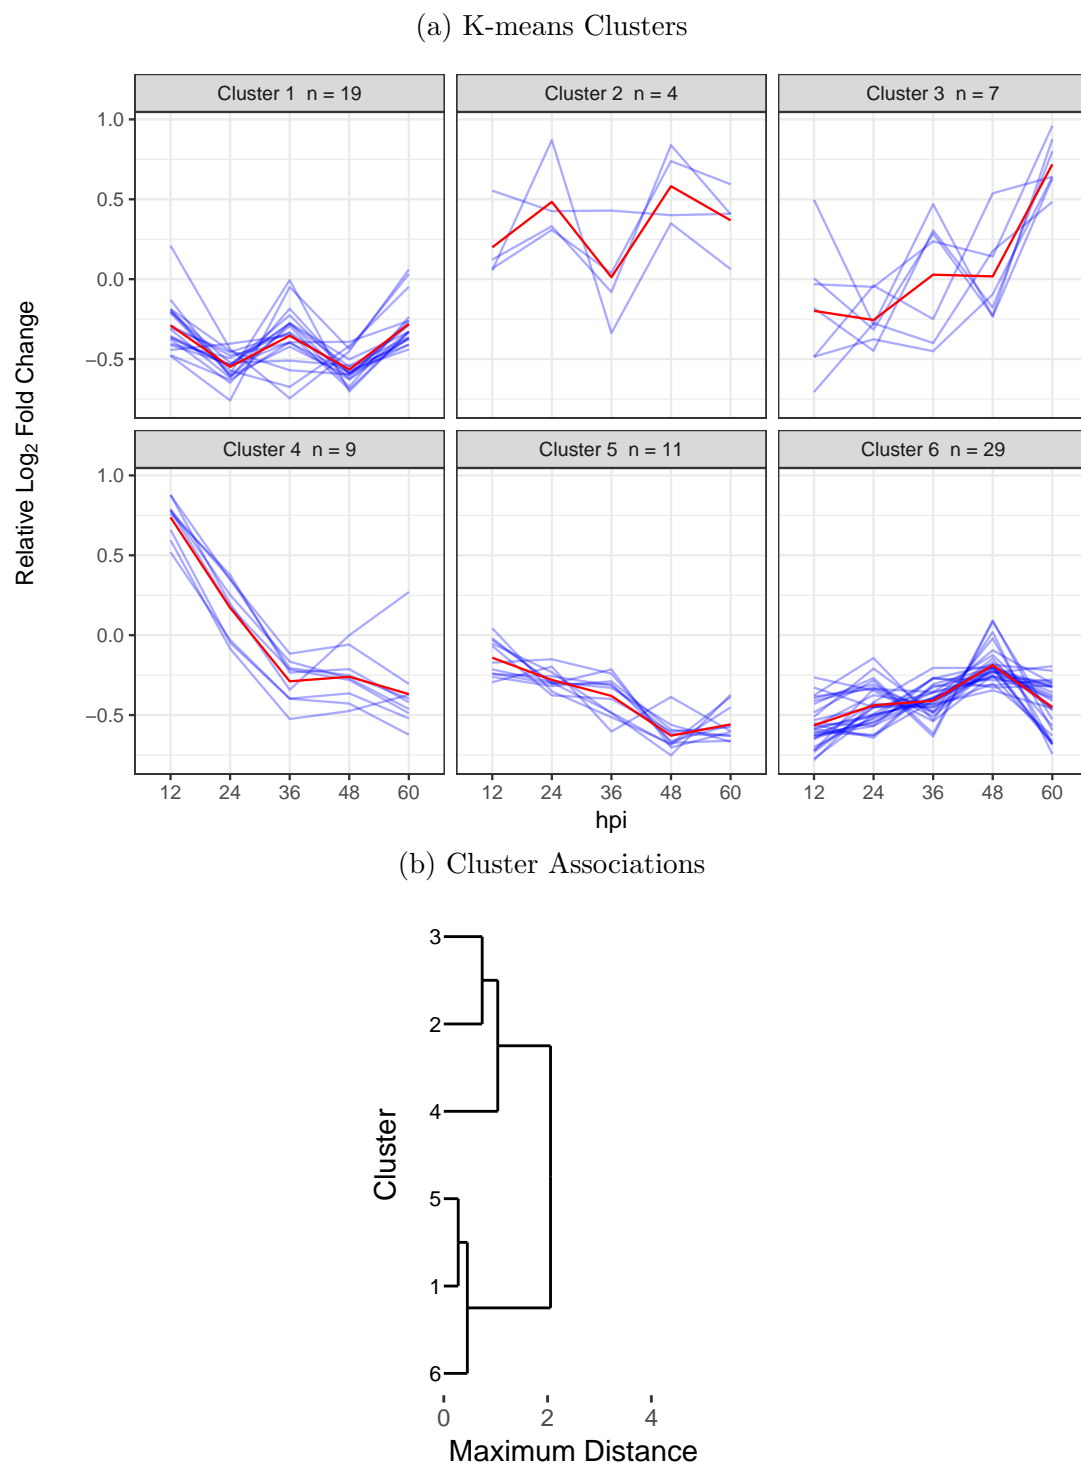 (a) K-means Clusters
Cluster 1 n = 19
Cluster 2 n = 4
Cluster 3 n = 7
1.0
0.5
0.0
−0.5
Cluster 4 n = 9
Cluster 5 n = 11
Cluster 6 n = 29
1.0
0.5
0.0
−0.5
Relative Log₂ Fold Change
12 24 36 48 60
12 24 36 48 60
12 24 36 48 60
hpi
(b) Cluster Associations
3
2
4
5
1
6
Cluster
0 2 4
Maximum Distance